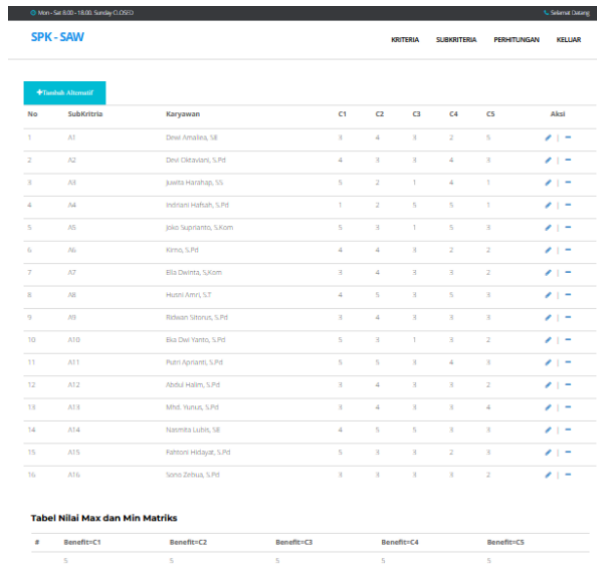 Mon - Sat 8.00 - 18.00. Sunday CLOSED Selamat Datang
SPK - SAW KRITERIA SUBKRITERIA PERHITUNGAN KELUAR
+Tambah Alternatif
No SubKritria Karyawan C1 C2 C3 C4 C5 Aksi
1 A1 Dewi Amalina, SE 3 4 3 2 5 |
2 A2 Devi Oktaviani, S.Pd 4 3 3 4 3 |
3 A3 Juwita Harahap, SS 5 2 1 4 1 |
4 A4 Indriani Hafsah, S.Pd 1 2 5 5 1 |
5 A5 Joko Suprianto, S.Kom 5 3 1 5 3 |
6 A6 Kirno, S.Pd 4 4 3 2 2 |
7 A7 Ella Dwinta, S.Kom 3 4 3 3 2 |
8 A8 Husni Amri, S.T 4 5 3 5 3 |
9 A9 Ridwan Sitorus, S.Pd 3 4 3 3 3 |
10 A10 Eka Dwi Yanto, S.Pd 5 3 1 3 2 |
11 A11 Putri Aprianti, S.Pd 5 5 3 4 3 |
12 A12 Abdul Halim, S.Pd 3 4 3 3 2 |
13 A13 Mhd. Yunus, S.Pd 3 4 3 3 4 |
14 A14 Nasmita Lubis, SE 4 5 5 3 3 |
15 A15 Fahtoni Hidayat, S.Pd 5 3 3 2 3 |
16 A16 Sono Zebua, S.Pd 3 3 3 3 2 |
Tabel Nilai Max dan Min Matriks
# Benefit=C1 Benefit=C2 Benefit=C3 Benefit=C4 Benefit=C5
5 5 5 5 5